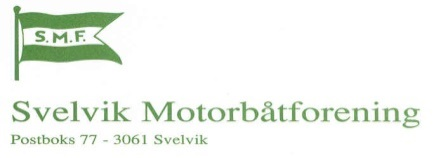 S.M.F.
Svelvik Motorbåtforening
Postboks 77 - 3061 Svelvik